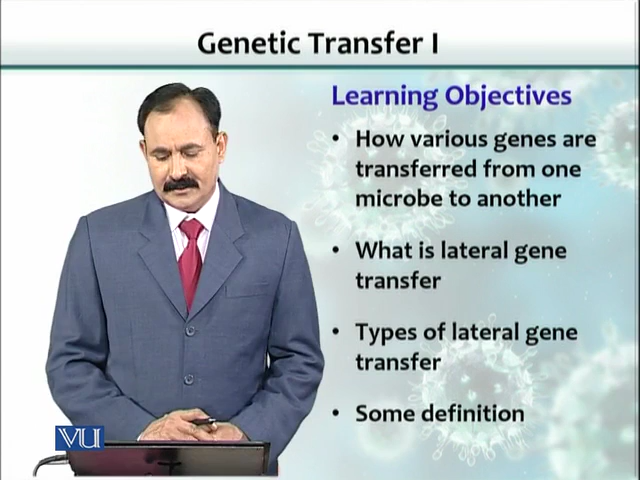 Genetic Transfer I
Learning Objectives
• How various genes are
transferred from one
microbe to another
• What is lateral gene
transfer
• Types of lateral gene
transfer
• Some definition
VU